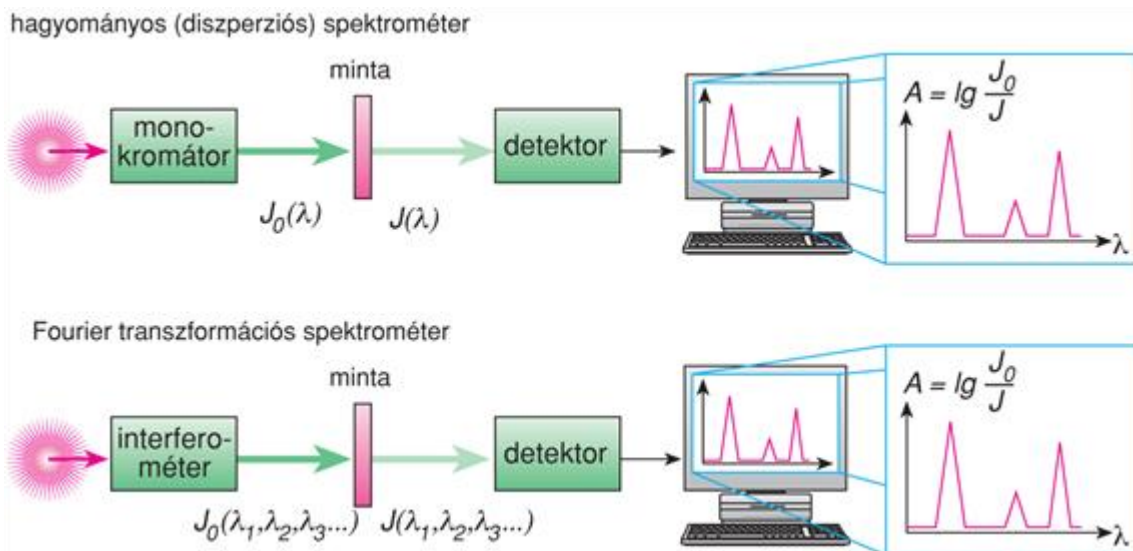 hagyományos (diszperziós) spektrométer
minta
mono-
kromátor
detektor
J₀(λ)
J(λ)
A = lg J₀/J
λ
Fourier transzformációs spektrométer
minta
interfero-
méter
detektor
J₀(λ₁,λ₂,λ₃...)
J(λ₁,λ₂,λ₃...)
A = lg J₀/J
λ